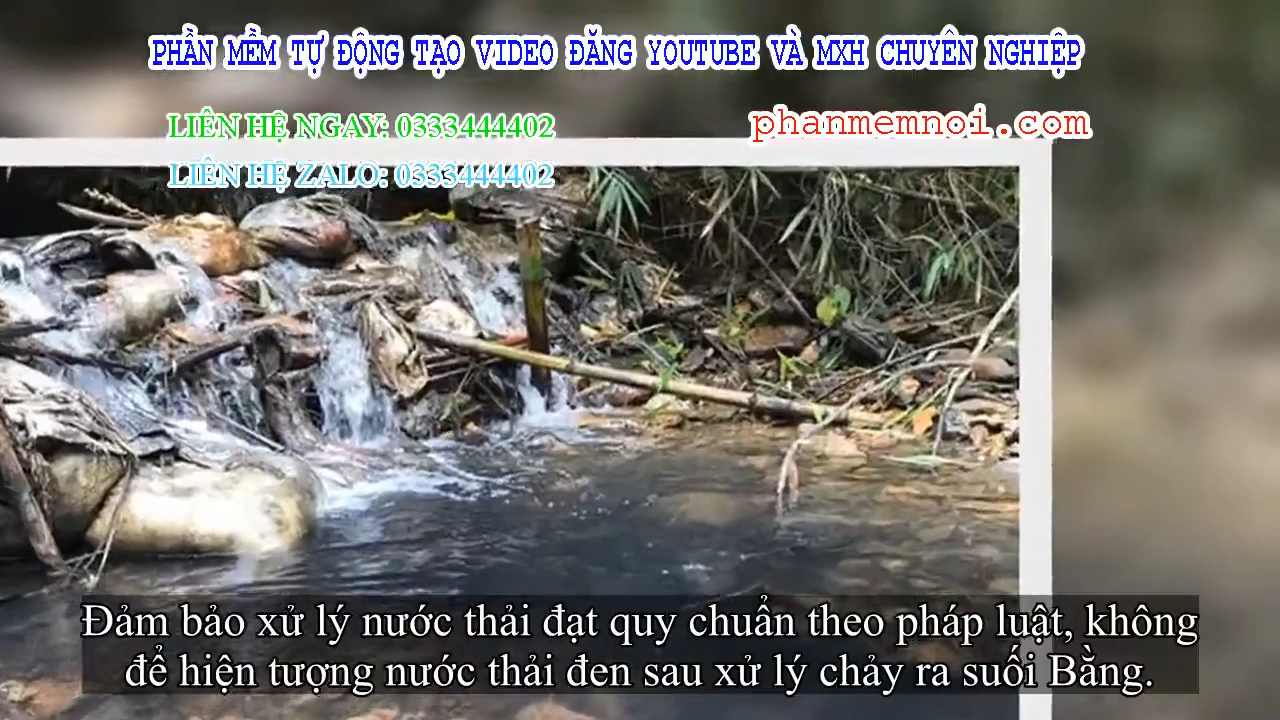 PHẦN MỀM TỰ ĐỘNG TẠO VIDEO ĐĂNG YOUTUBE VÀ MXH CHUYÊN NGHIỆP
LIÊN HỆ NGAY: 0333444402
phanmemnoi.com
LIÊN HỆ ZALO: 0333444402
Đảm bảo xử lý nước thải đạt quy chuẩn theo pháp luật, không
để hiện tượng nước thải đen sau xử lý chảy ra suối Bằng.